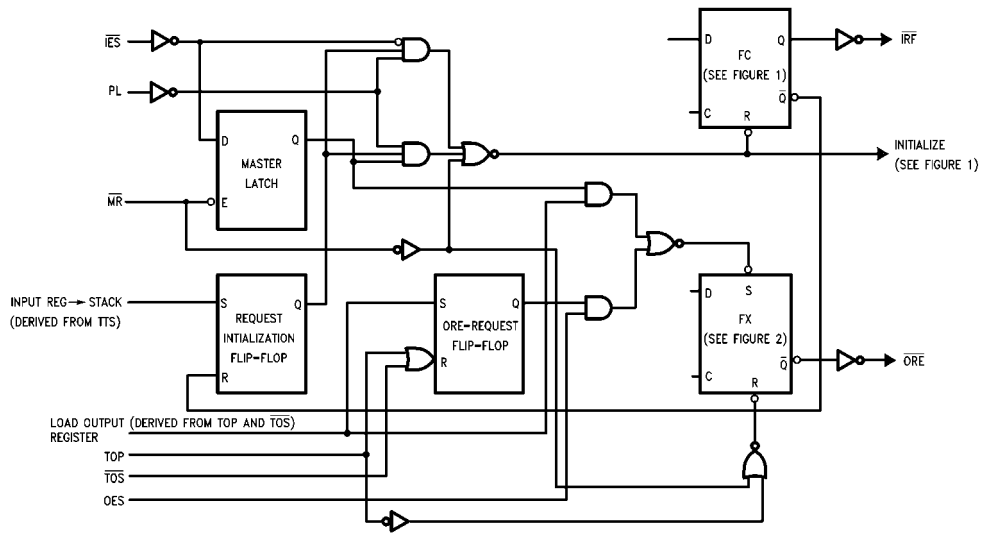 IES
PL
MR
INPUT REG→STACK
(DERIVED FROM TTS)
LOAD OUTPUT (DERIVED FROM TOP AND TOS)
REGISTER
TOP
TOS
OES
D Q
MASTER
LATCH
E
S Q
REQUEST
INTIALIZATION
FLIP-FLOP
R
S Q
ORE-REQUEST
FLIP-FLOP
R
D FC Q
(SEE FIGURE 1)
Q
C R
IRF
INITIALIZE
(SEE FIGURE 1)
S
D FX
(SEE FIGURE 2)
Q
C R
ORE